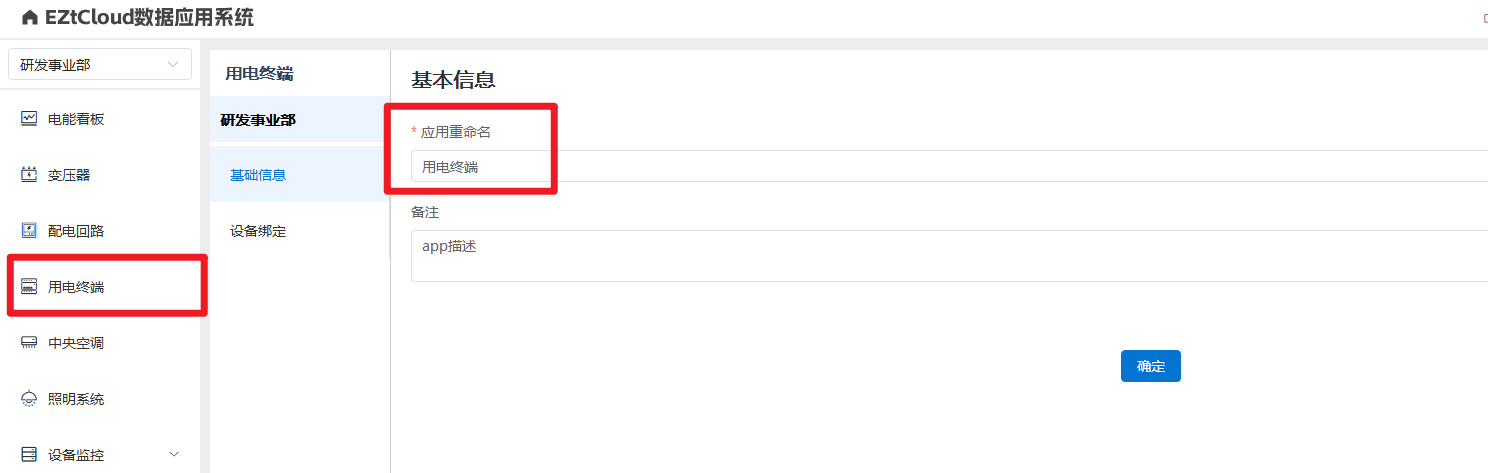 EZtCloud数据应用系统
研发事业部
电能看板
变压器
配电回路
用电终端
中央空调
照明系统
设备监控
用电终端
研发事业部
基础信息
设备绑定
基本信息
* 应用重命名
用电终端
备注
app描述
确定